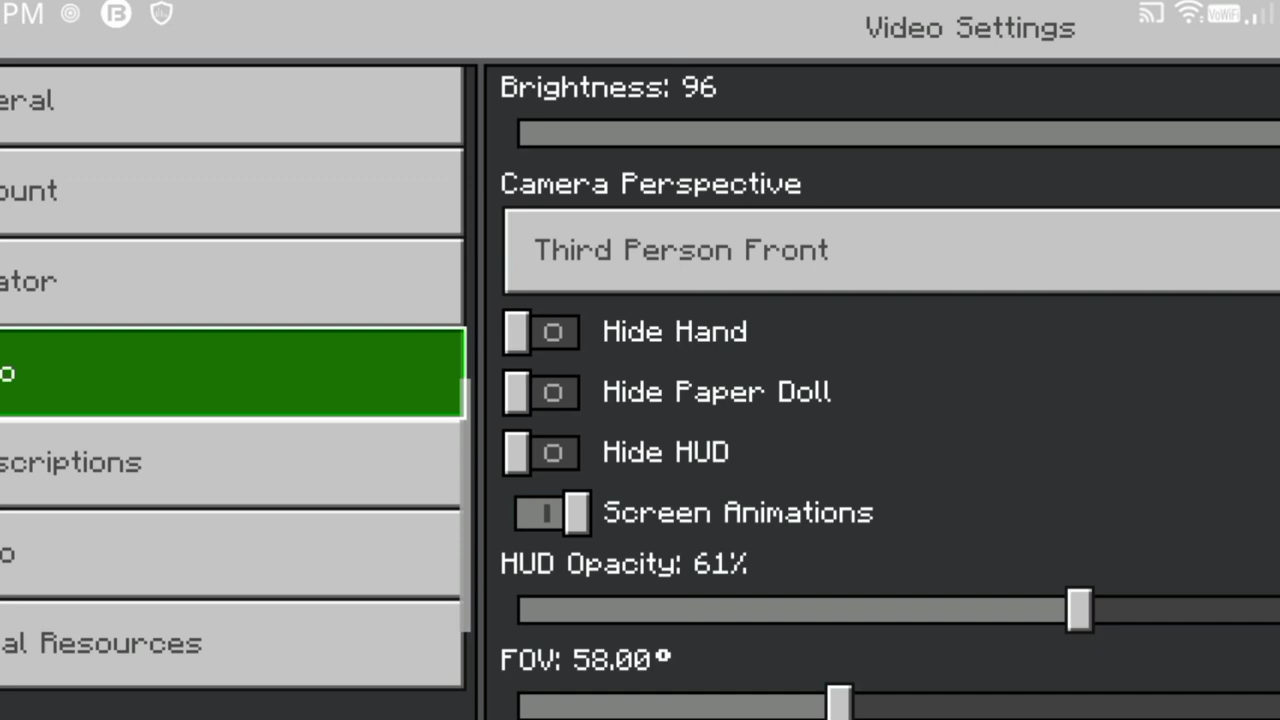 PM
VoWiFi
Video Settings
eral
ount
ator
o
scriptions
o
al Resources
Brightness: 96
Camera Perspective
Third Person Front
Hide Hand
Hide Paper Doll
Hide HUD
Screen Animations
HUD Opacity: 61%
FOV: 58.00°